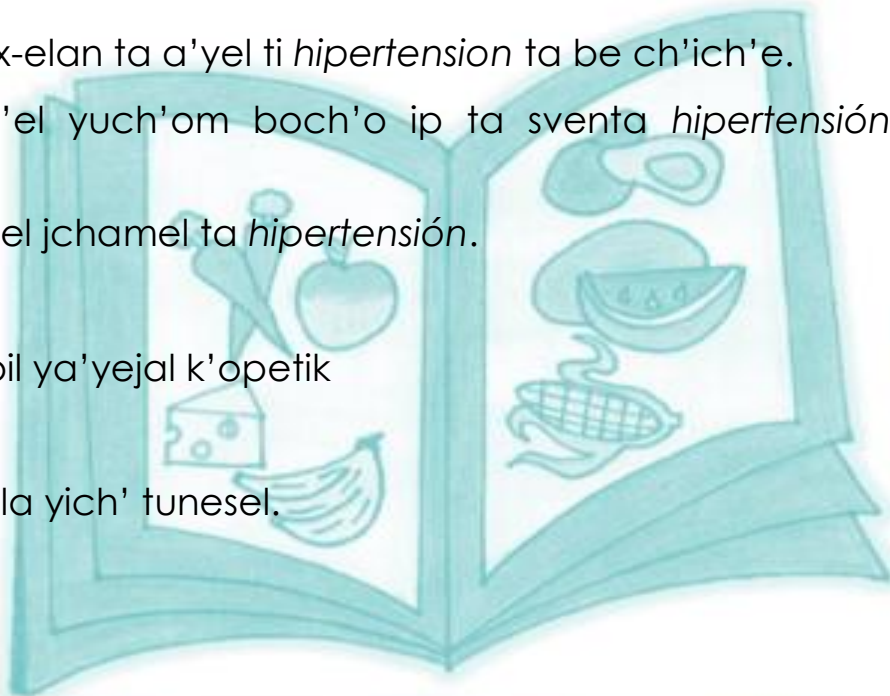 x-elan ta a’yel ti hipertension ta be ch’ich’e.
’el yuch’om boch’o ip ta sventa hipertensión
el jchamel ta hipertensión.
il ya’yejal k’opetik
la yich’ tunesel.